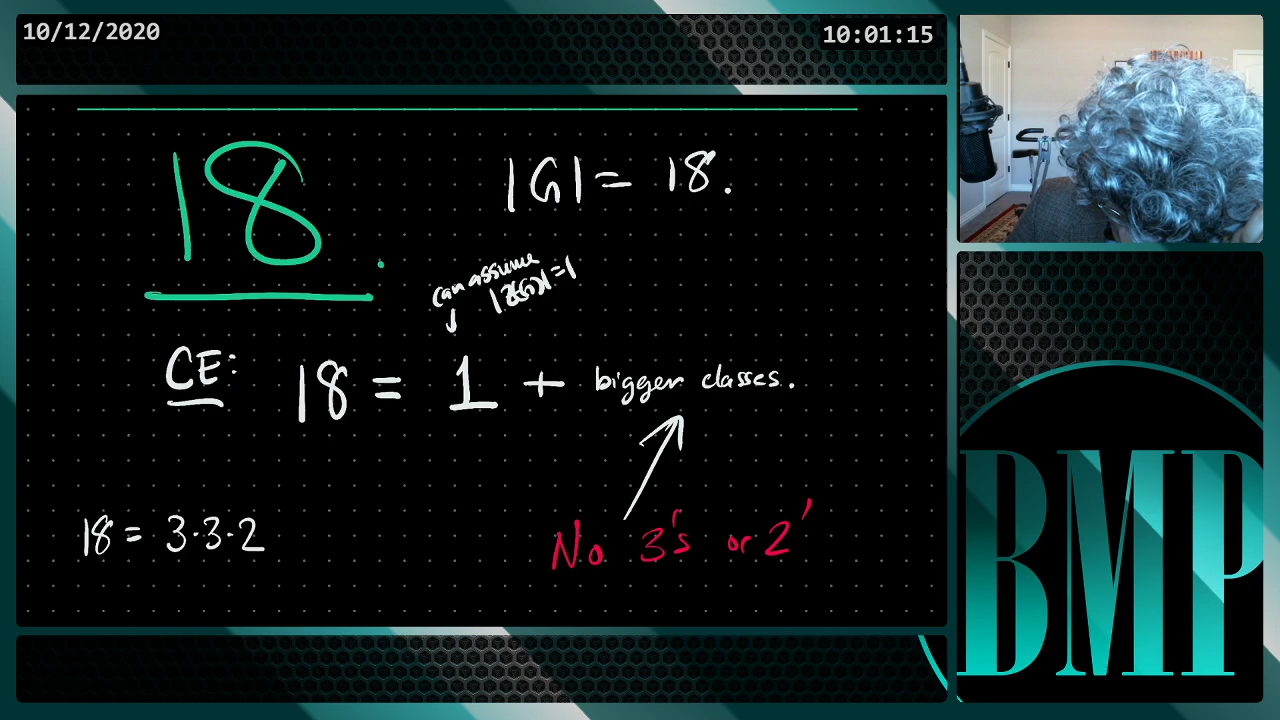 10/12/2020
10:01:15
18.
|G| = 18.
can assume
|Z(G)| = 1
CE: 18 = 1 + bigger classes.
18 = 3·3·2
No 3's or 2'
BMP